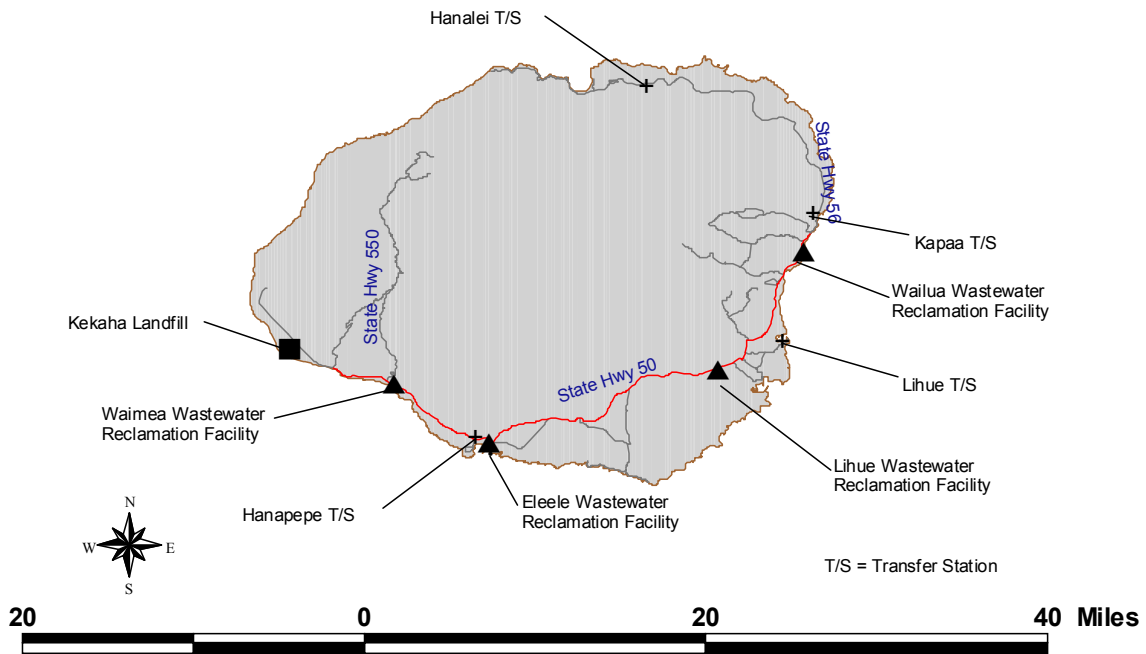 Hanalei T/S
State Hwy 56
State Hwy 550
Kapaa T/S
Wailua Wastewater
Reclamation Facility
Kekaha Landfill
State Hwy 50
Lihue T/S
Waimea Wastewater
Reclamation Facility
Lihue Wastewater
Reclamation Facility
Eleele Wastewater
Reclamation Facility
Hanapepe T/S
N
W
E
S
T/S = Transfer Station
20 0 20 40 Miles